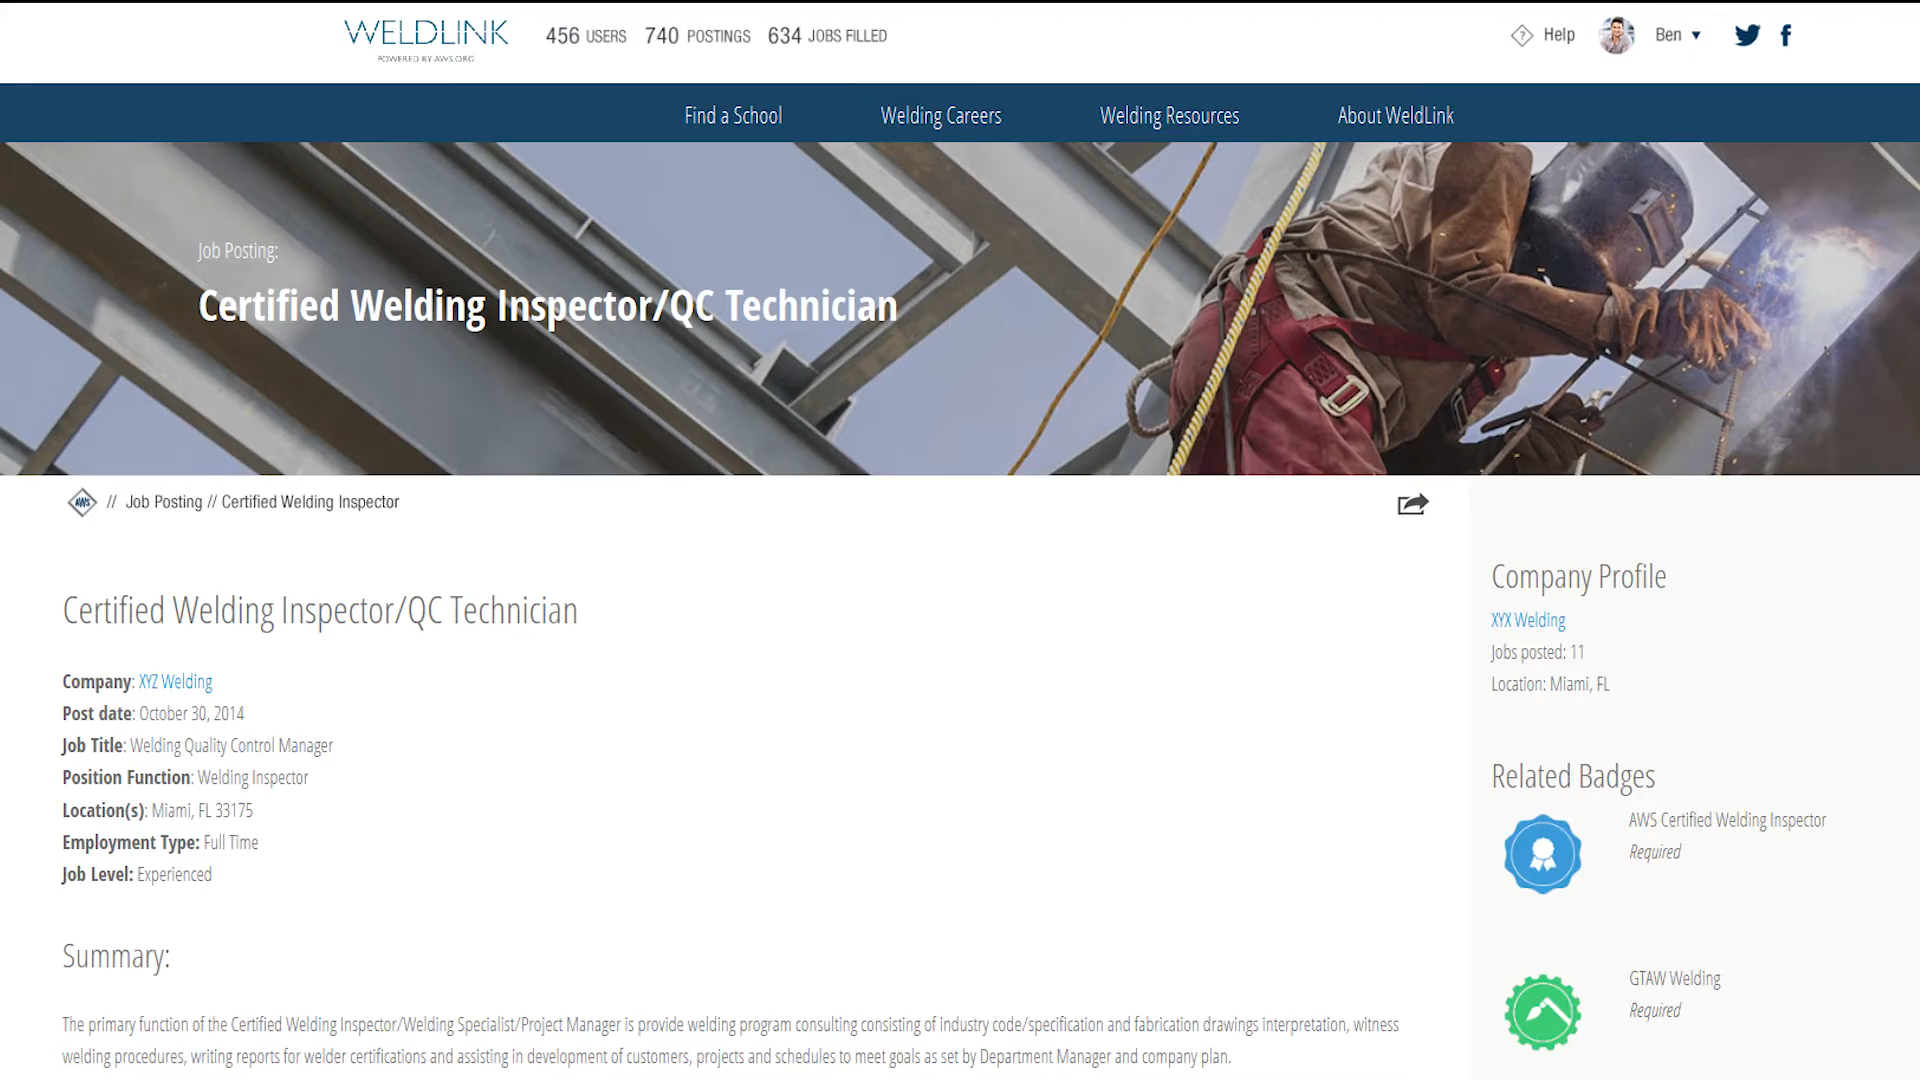 WELDLINK
POWERED BY AWS.ORG
456 USERS 740 POSTINGS 634 JOBS FILLED
Help
Ben
Find a School
Welding Careers
Welding Resources
About WeldLink
Job Posting:
Certified Welding Inspector/QC Technician
AWS // Job Posting // Certified Welding Inspector
Certified Welding Inspector/QC Technician
Company: XYZ Welding
Post date: October 30, 2014
Job Title: Welding Quality Control Manager
Position Function: Welding Inspector
Location(s): Miami, FL 33175
Employment Type: Full Time
Job Level: Experienced
Summary:
The primary function of the Certified Welding Inspector/Welding Specialist/Project Manager is provide welding program consulting consisting of industry code/specification and fabrication drawings interpretation, witness
welding procedures, writing reports for welder certifications and assisting in development of customers, projects and schedules to meet goals as set by Department Manager and company plan.
Company Profile
XYX Welding
Jobs posted: 11
Location: Miami, FL
Related Badges
AWS Certified Welding Inspector
Required
GTAW Welding
Required